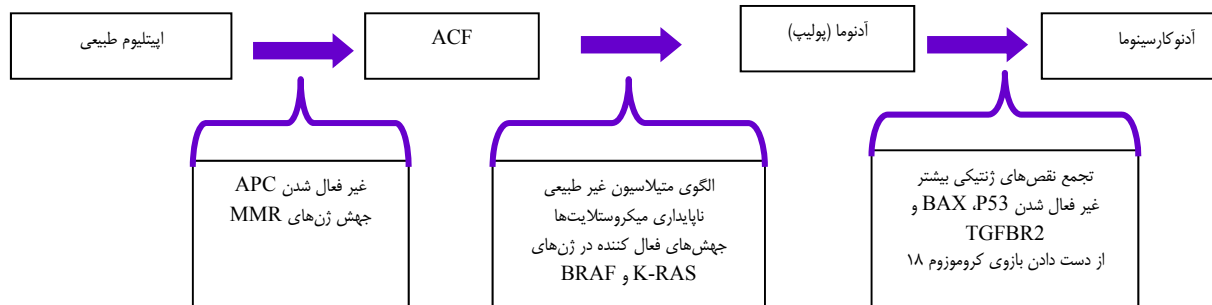 اپیتلیوم طبیعی
ACF
آدنوما (پولیپ)
آدنوکارسینوما
غیر فعال شدن APC
جهش ژن‌های MMR
الگوی متیلاسیون غیر طبیعی
ناپایداری میکروستلایت‌ها
جهش‌های فعال کننده در ژن‌های
K-RAS و BRAF
تجمع نقص‌های ژنتیکی بیشتر
غیر فعال شدن P53، BAX و
TGFBR2
از دست دادن بازوی کروموزوم ۱۸